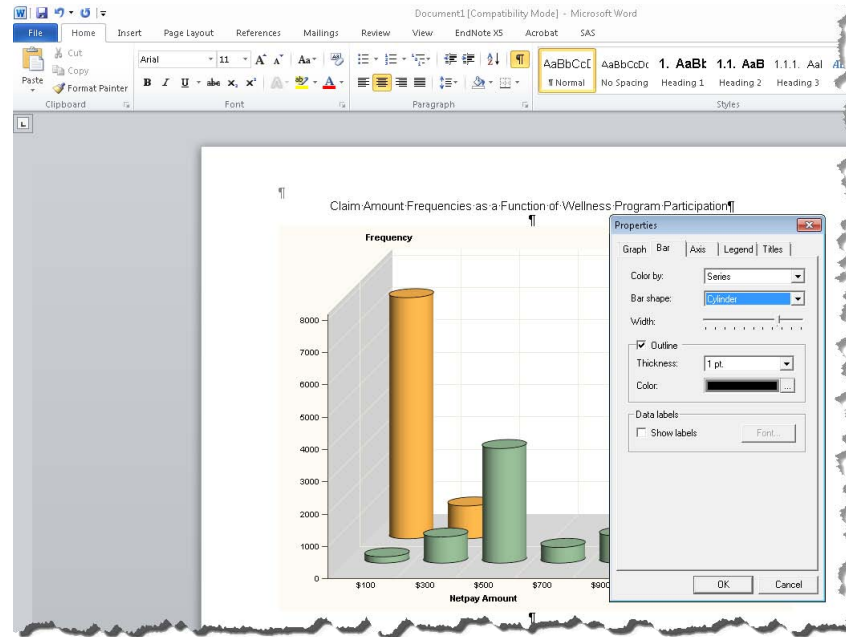 Document1 [Compatibility Mode] - Microsoft Word
File Home Insert Page Layout References Mailings Review View EndNote X5 Acrobat SAS
Cut
Copy
Format Painter
Paste
Arial 11
AaBbCcD AaBbCcDc 1. AaBb 1.1. AaB 1.1.1. Aal
¶ Normal No Spacing Heading 1 Heading 2 Heading 3
Clipboard Font Paragraph Styles
¶
Claim·Amount·Frequencies·as·a·Function·of·Wellness·Program·Participation¶
¶
Frequency
8000
7000
6000
5000
4000
3000
2000
1000
0
$100 $300 $500 $700 $900
Netpay Amount
¶
Properties
Graph Bar Axis Legend Titles
Color by: Series
Bar shape: Cylinder
Width:
Outline
Thickness: 1 pt.
Color: ...
Data labels
Show labels Font...
OK Cancel